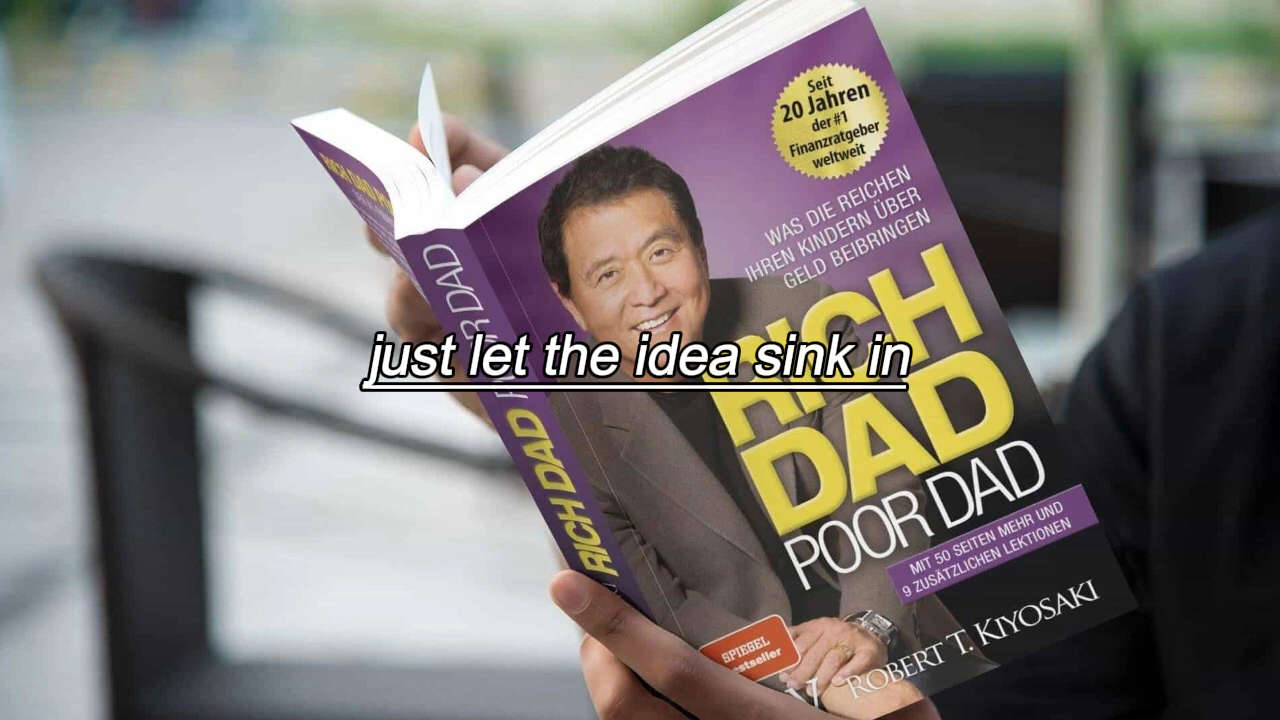 Seit
20 Jahren
der #1
Finanzratgeber
weltweit
WAS DIE REICHEN
IHREN KINDERN ÜBER
GELD BEIBRINGEN
just let the idea sink in
RICH
DAD
POOR DAD
MIT 50 SEITEN MEHR UND
9 ZUSÄTZLICHEN LEKTIONEN
ROBERT T. KIYOSAKI
SPIEGEL
RICH DAD